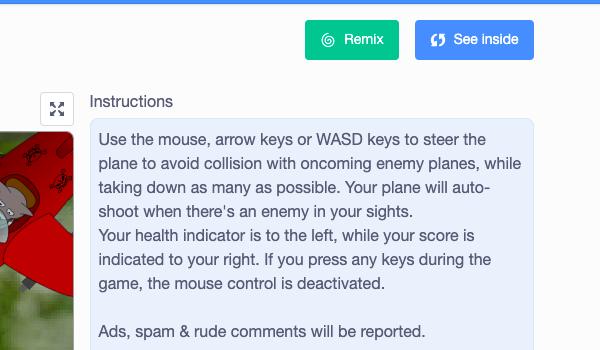 Remix
See inside
Instructions
Use the mouse, arrow keys or WASD keys to steer the
plane to avoid collision with oncoming enemy planes, while
taking down as many as possible. Your plane will auto-
shoot when there's an enemy in your sights.
Your health indicator is to the left, while your score is
indicated to your right. If you press any keys during the
game, the mouse control is deactivated.
Ads, spam & rude comments will be reported.